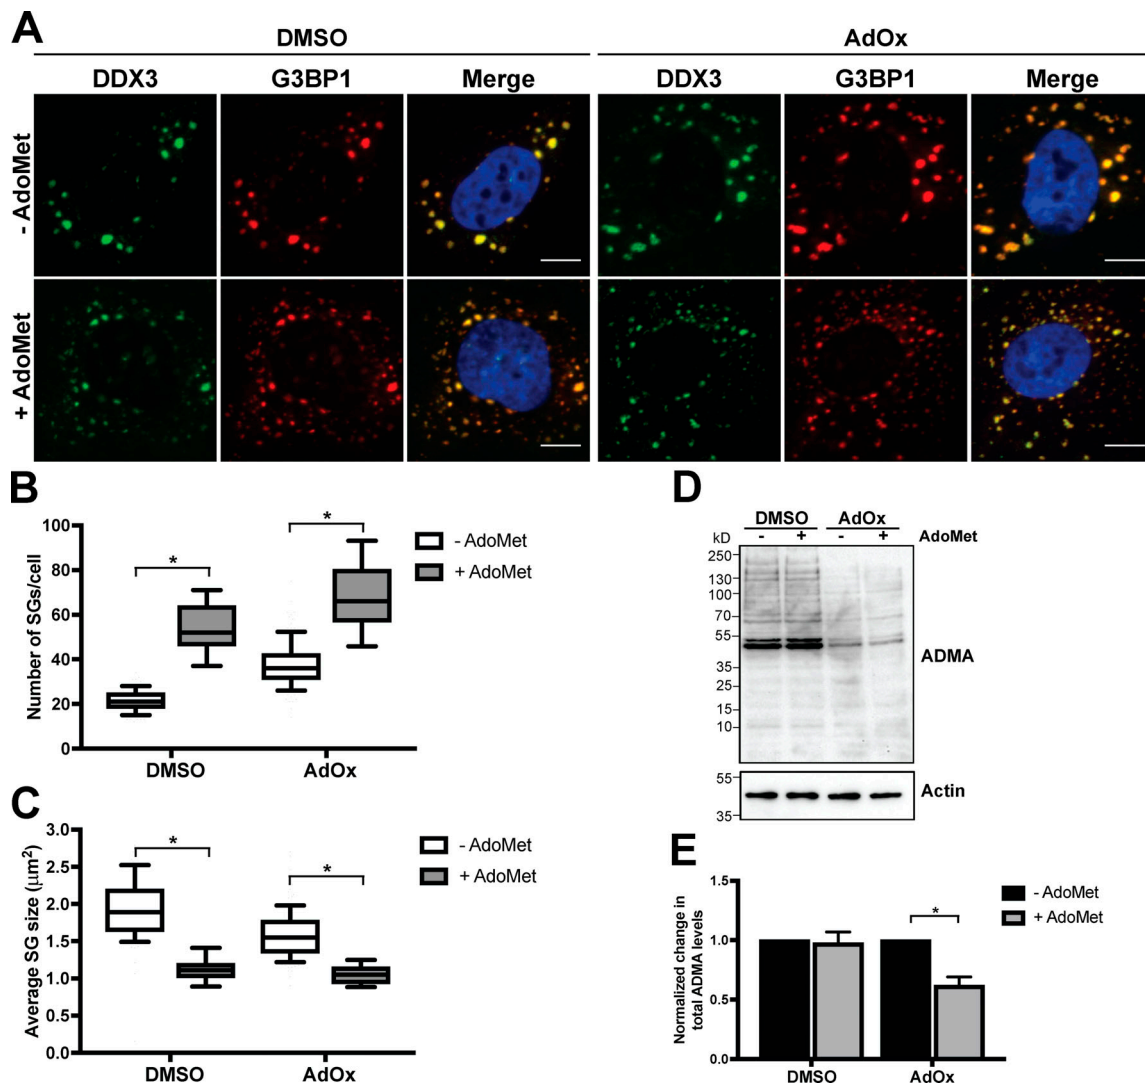 A
DMSO
AdOx
DDX3
G3BP1
Merge
DDX3
G3BP1
Merge
- AdoMet
+ AdoMet
B
Number of SGs/cell
100
80
60
40
20
0
*
*
DMSO
AdOx
- AdoMet
+ AdoMet
C
Average SG size (μm²)
3.0
2.5
2.0
1.5
1.0
0.5
0.0
*
*
DMSO
AdOx
- AdoMet
+ AdoMet
D
DMSO AdOx
kD - + - + AdoMet
250
130
100
70
55
35
25
15
10
ADMA
55
35
Actin
E
Normalized change in
total ADMA levels
1.5
1.0
0.5
0.0
*
DMSO
AdOx
- AdoMet
+ AdoMet